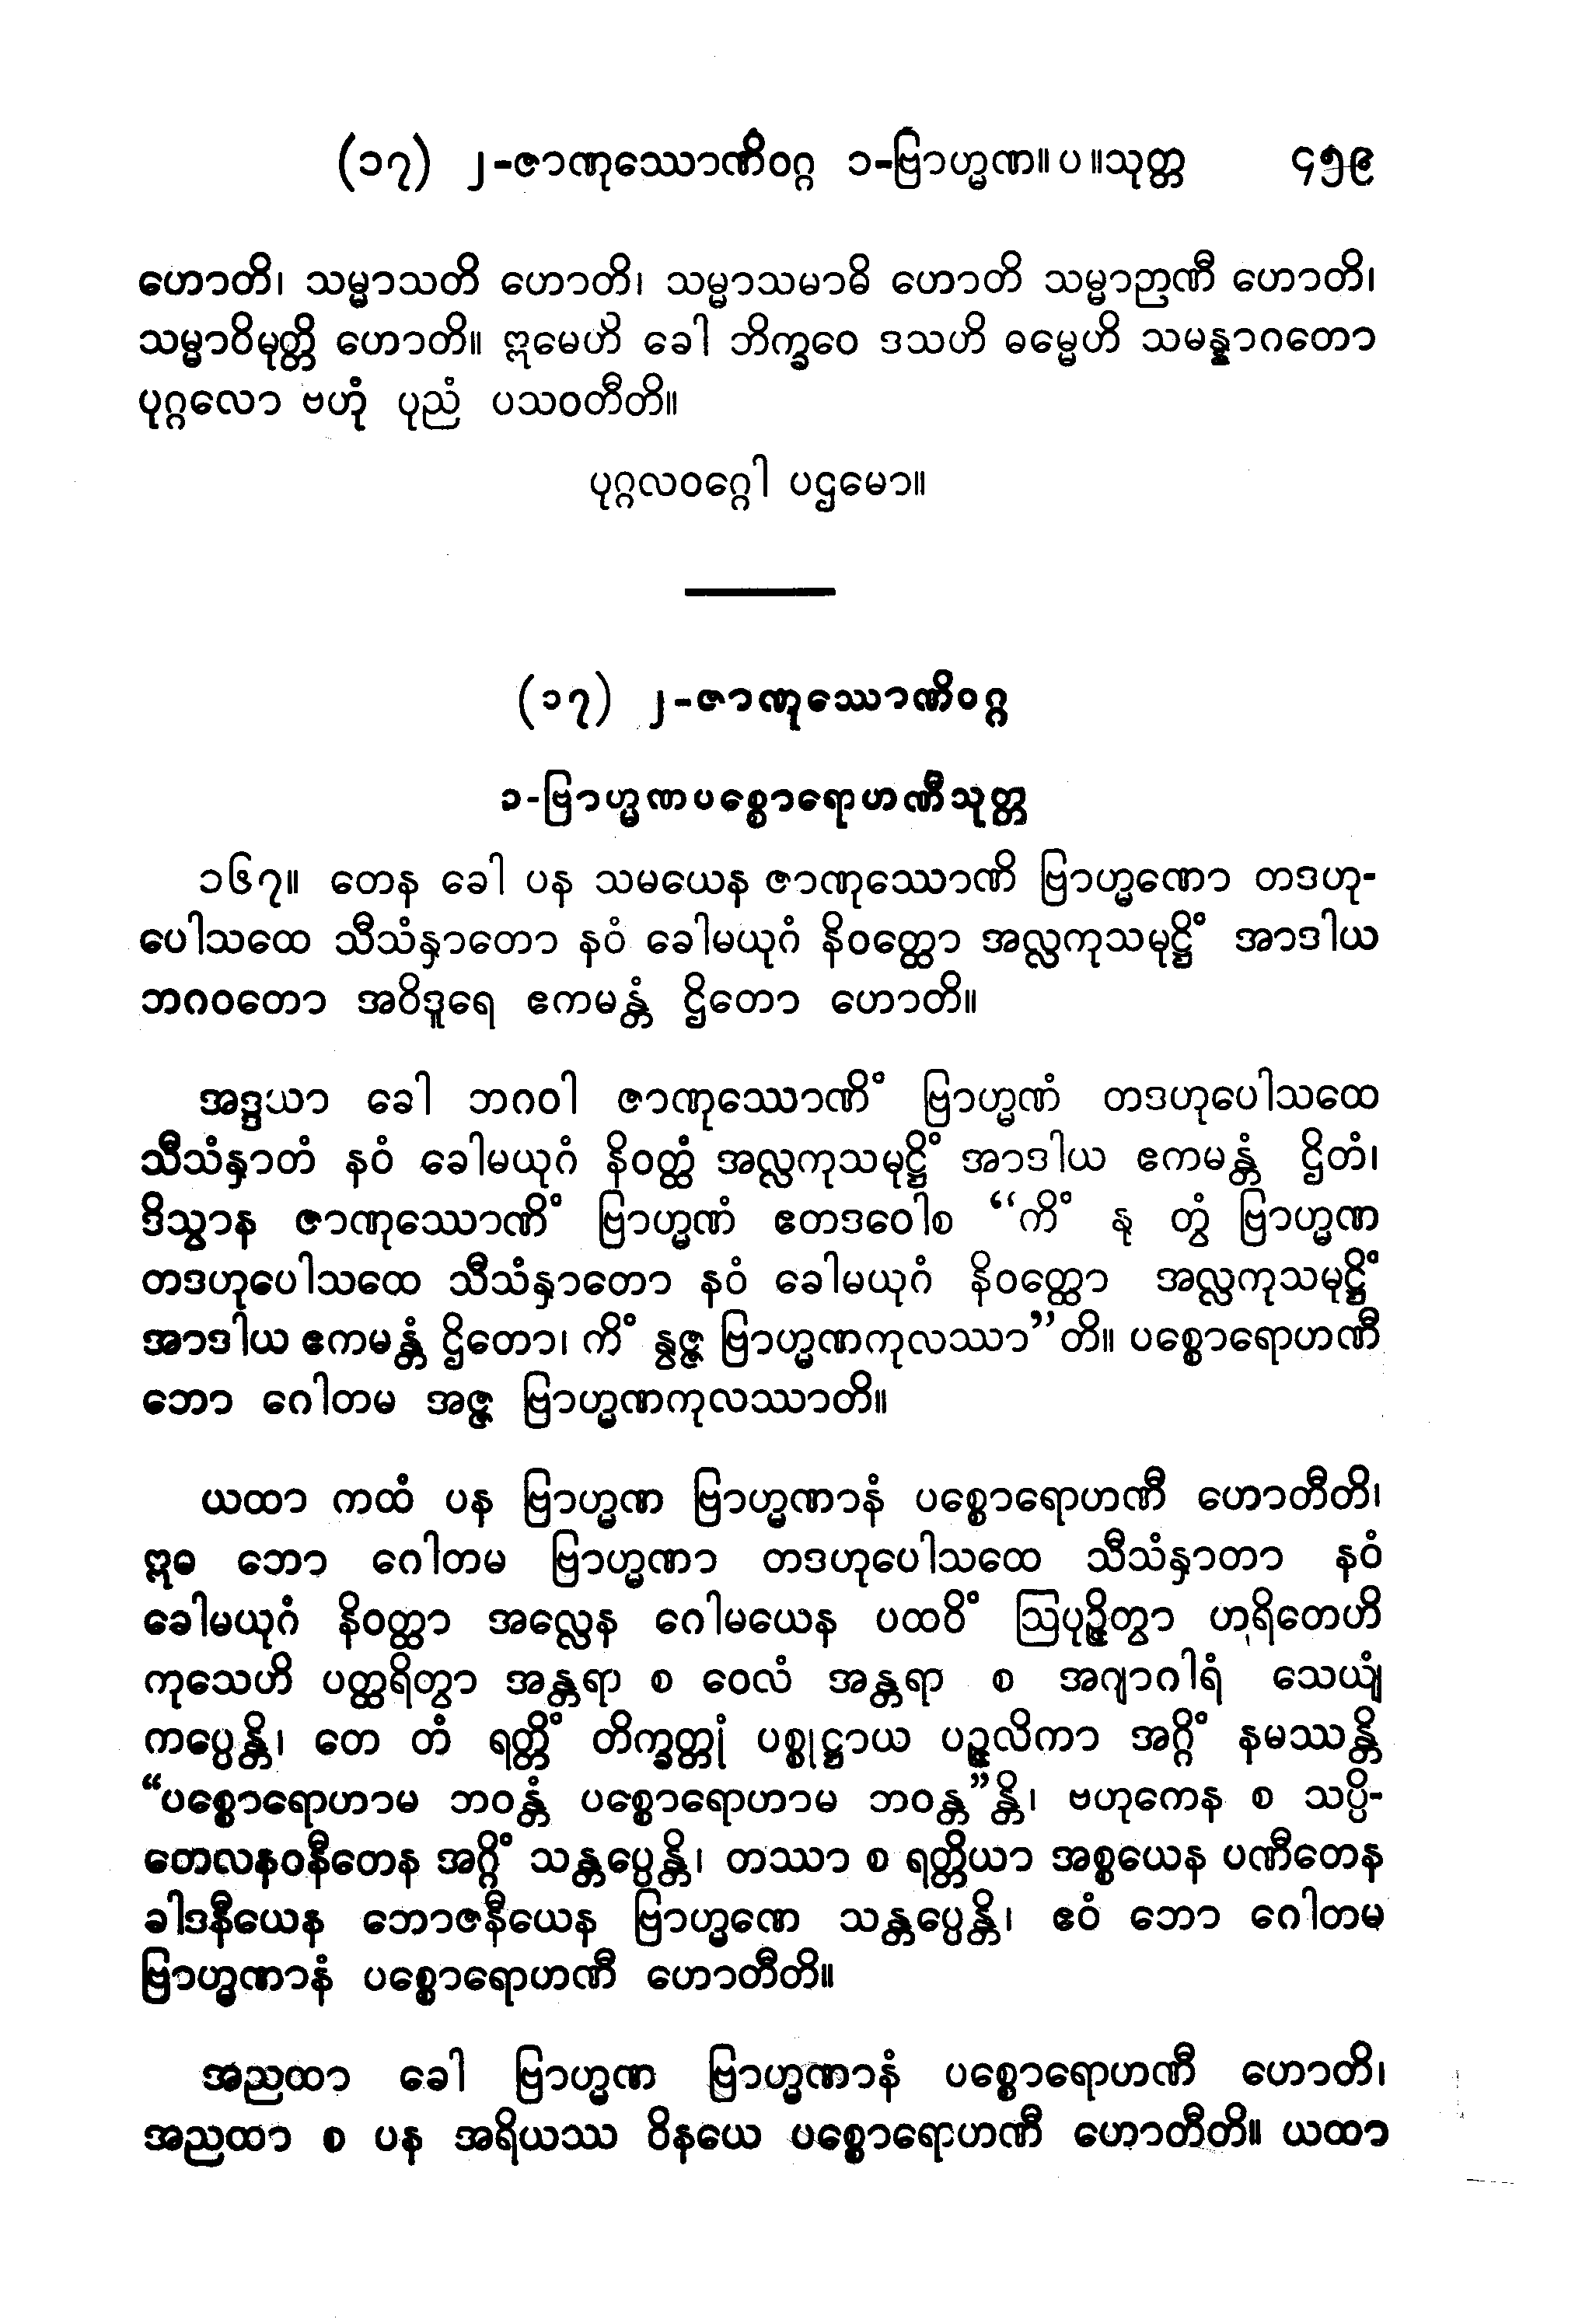 (၁၇) ၂-ဇာဏုဿောဏိဝဂ္ဂ ၁-ဗြာဟ္မဏ။ပ။သုတ္တ ၄၅၉
ဟောတိ၊ သမ္မာသတိ ဟောတိ၊ သမ္မာသမာဓိ ဟောတိ သမ္မာဉာဏီ ဟောတိ၊
သမ္မာဝိမုတ္တိ ဟောတိ။ ဣမေဟိ ခေါ ဘိက္ခဝေ ဒသဟိ ဓမ္မေဟိ သမန္နာဂတော
ပုဂ္ဂလော ဗဟုံ ပုညံ ပသဝတီတိ။
ပုဂ္ဂလဝဂ္ဂေါ ပဌမော။
(၁၇) ၂-ဇာဏုဿောဏိဝဂ္ဂ
၁-ဗြာဟ္မဏပစ္စောရောဟဏီသုတ္တ
၁၆၇။ တေန ခေါ ပန သမယေန ဇာဏုဿောဏိ ဗြာဟ္မဏော တဒဟု-
ပေါသထေ သီသံနှာတော နဝံ ခေါမယုဂံ နိဝတ္ထော အလ္လကုသမုဋ္ဌိံ အာဒါယ
ဘဂဝတော အဝိဒူရေ ဧကမန္တံ ဌိတော ဟောတိ။
အဒ္ဒသာ ခေါ ဘဂဝါ ဇာဏုဿောဏိံ ဗြာဟ္မဏံ တဒဟုပေါသထေ
သီသံနှာတံ နဝံ ခေါမယုဂံ နိဝတ္ထံ အလ္လကုသမုဋ္ဌိံ အာဒါယ ဧကမန္တံ ဌိတံ၊
ဒိသွာန ဇာဏုဿောဏိံ ဗြာဟ္မဏံ ဧတဒဝေါစ “ကိံ နု တွံ ဗြာဟ္မဏ
တဒဟုပေါသထေ သီသံနှာတော နဝံ ခေါမယုဂံ နိဝတ္ထော အလ္လကုသမုဋ္ဌိံ
အာဒါယ ဧကမန္တံ ဌိတော၊ ကိံ နွဇ္ဇ ဗြာဟ္မဏကုလဿာ”တိ။ ပစ္စောရောဟဏီ
ဘော ဂေါတမ အဇ္ဇ ဗြာဟ္မဏကုလဿာတိ။
ယထာ ကထံ ပန ဗြာဟ္မဏ ဗြာဟ္မဏာနံ ပစ္စောရောဟဏီ ဟောတီတိ၊
ဣဓ ဘော ဂေါတမ ဗြာဟ္မဏာ တဒဟုပေါသထေ သီသံနှာတာ နဝံ
ခေါမယုဂံ နိဝတ္ထာ အလ္လေန ဂေါမယေန ပထဝိံ ဩပုဉ္ဇိတွာ ဟရိတေဟိ
ကုသေဟိ ပတ္ထရိတွာ အန္တရာ စ ဝေလံ အန္တရာ စ အဂျာဂါရံ သေယျံ
ကပ္ပေန္တိ၊ တေ တံ ရတ္တိံ တိက္ခတ္တုံ ပစ္စုဋ္ဌာယ ပဉ္ဇလိကာ အဂ္ဂိံ နမဿန္တိ
“ပစ္စောရောဟာမ ဘဝန္တံ ပစ္စောရောဟာမ ဘဝန္တ”န္တိ၊ ဗဟုကေန စ သပ္ပိ-
တေလနဝနီတေန အဂ္ဂိံ သန္တပ္ပေန္တိ၊ တဿာ စ ရတ္တိယာ အစ္စယေန ပဏီတေန
ခါဒနီယေန ဘောဇနီယေန ဗြာဟ္မဏေ သန္တပ္ပေန္တိ၊ ဧဝံ ဘော ဂေါတမ
ဗြာဟ္မဏာနံ ပစ္စောရောဟဏီ ဟောတီတိ။
အညထာ ခေါ ဗြာဟ္မဏ ဗြာဟ္မဏာနံ ပစ္စောရောဟဏီ ဟောတိ၊
အညထာ စ ပန အရိယဿ ဝိနယေ ပစ္စောရောဟဏီ ဟောတီတိ။ ယထာ